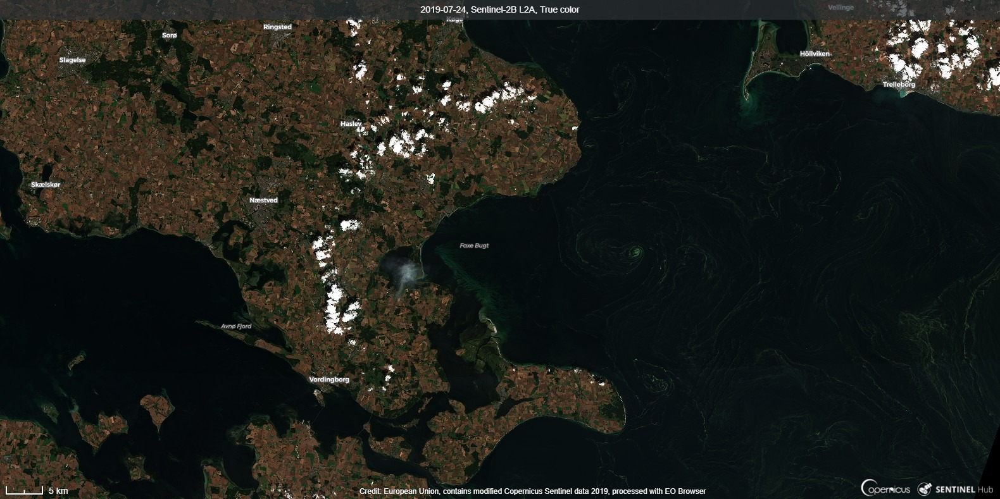 2019-07-24, Sentinel-2B L2A, True color
Vellinge
Køge
Ringsted
Sorø
Höllviken
Slagelse
Trelleborg
Haslev
Skælskør
Næstved
Faxe Bugt
Avnø Fjord
Vordingborg
5 km
Credit: European Union, contains modified Copernicus Sentinel data 2019, processed with EO Browser
Copernicus
SENTINEL Hub